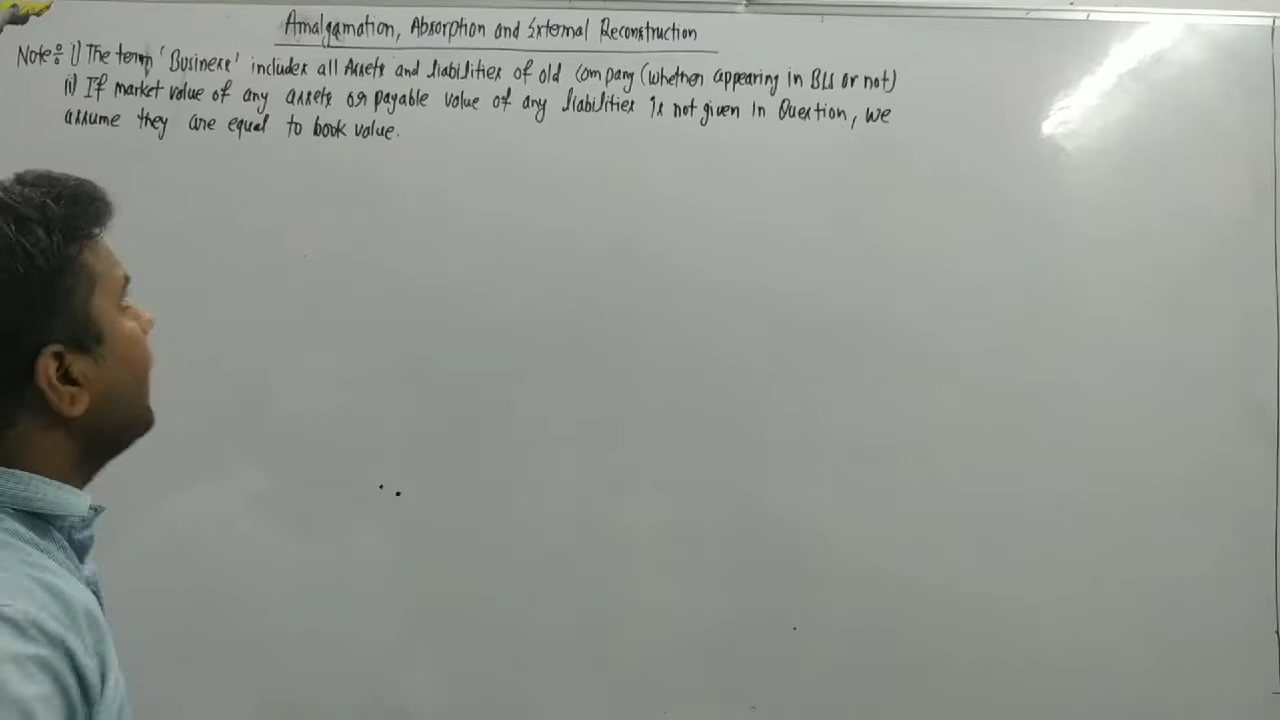 Amalgamation, Absorption and External Reconstruction
Note:- i) The term 'Business' includes all Assets and liabilities of old Company (whether appearing in B/S or not)
ii) If market value of any assets or payable value of any liabilities is not given in Question, we
assume they are equal to book value.